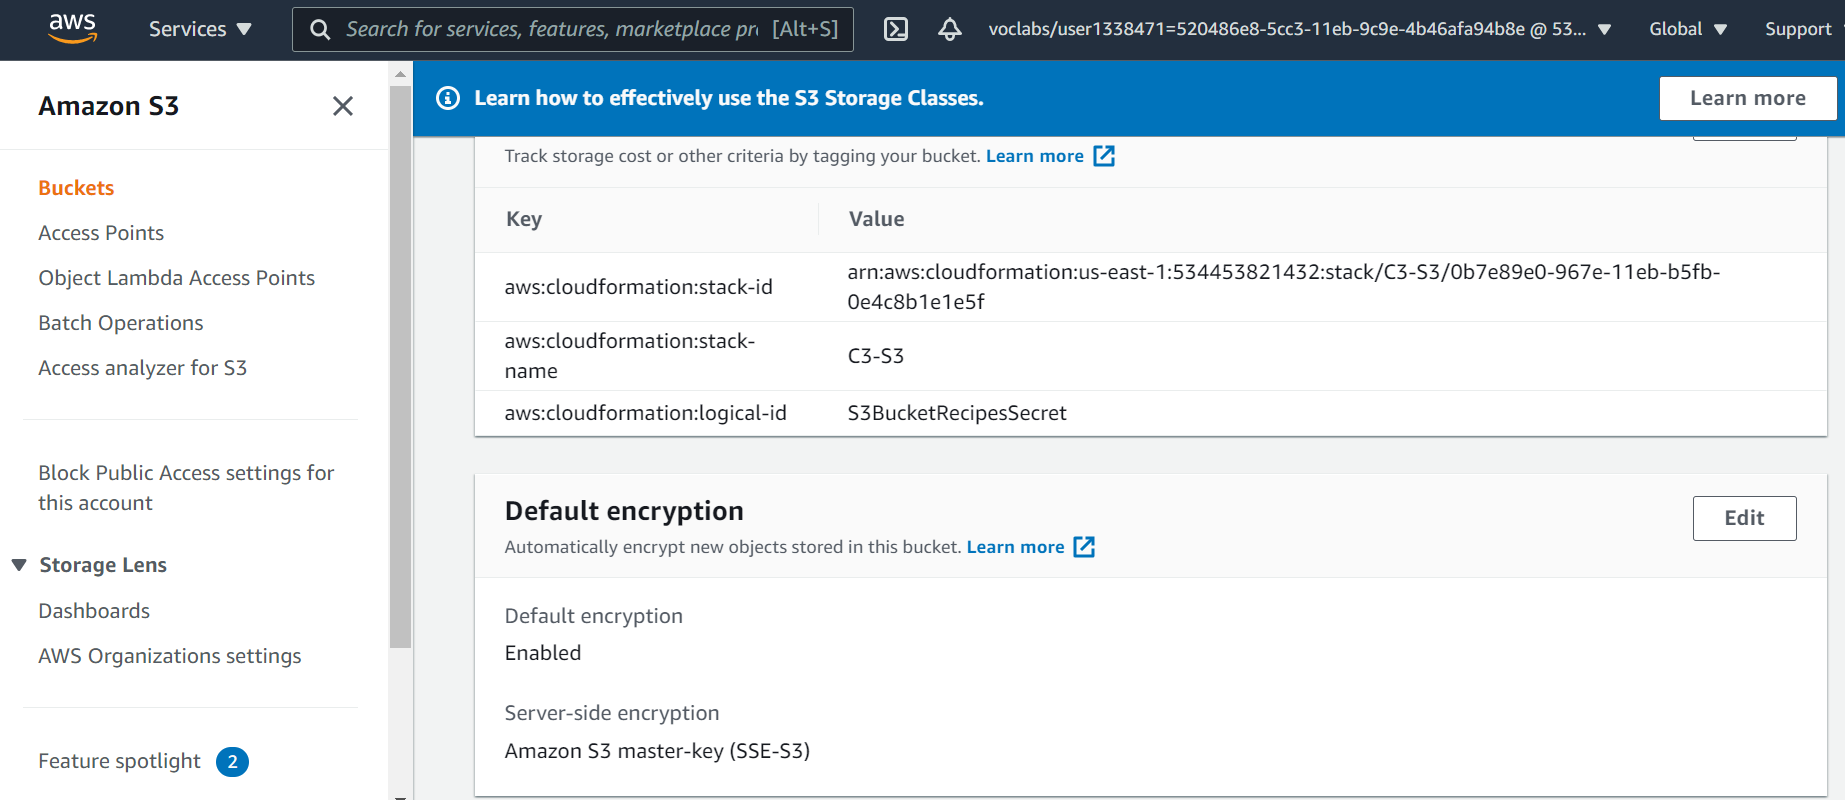 aws
Services
Search for services, features, marketplace pr [Alt+S]
voclabs/user1338471=520486e8-5cc3-11eb-9c9e-4b46afa94b8e @ 53...
Global
Support
Amazon S3
Learn how to effectively use the S3 Storage Classes.
Learn more
Buckets
Access Points
Object Lambda Access Points
Batch Operations
Access analyzer for S3
Block Public Access settings for
this account
Storage Lens
Dashboards
AWS Organizations settings
Feature spotlight 2
Track storage cost or other criteria by tagging your bucket. Learn more
Key Value
aws:cloudformation:stack-id
arn:aws:cloudformation:us-east-1:534453821432:stack/C3-S3/0b7e89e0-967e-11eb-b5fb-
0e4c8b1e1e5f
aws:cloudformation:stack-
name
C3-S3
aws:cloudformation:logical-id
S3BucketRecipesSecret
Default encryption
Edit
Automatically encrypt new objects stored in this bucket. Learn more
Default encryption
Enabled
Server-side encryption
Amazon S3 master-key (SSE-S3)